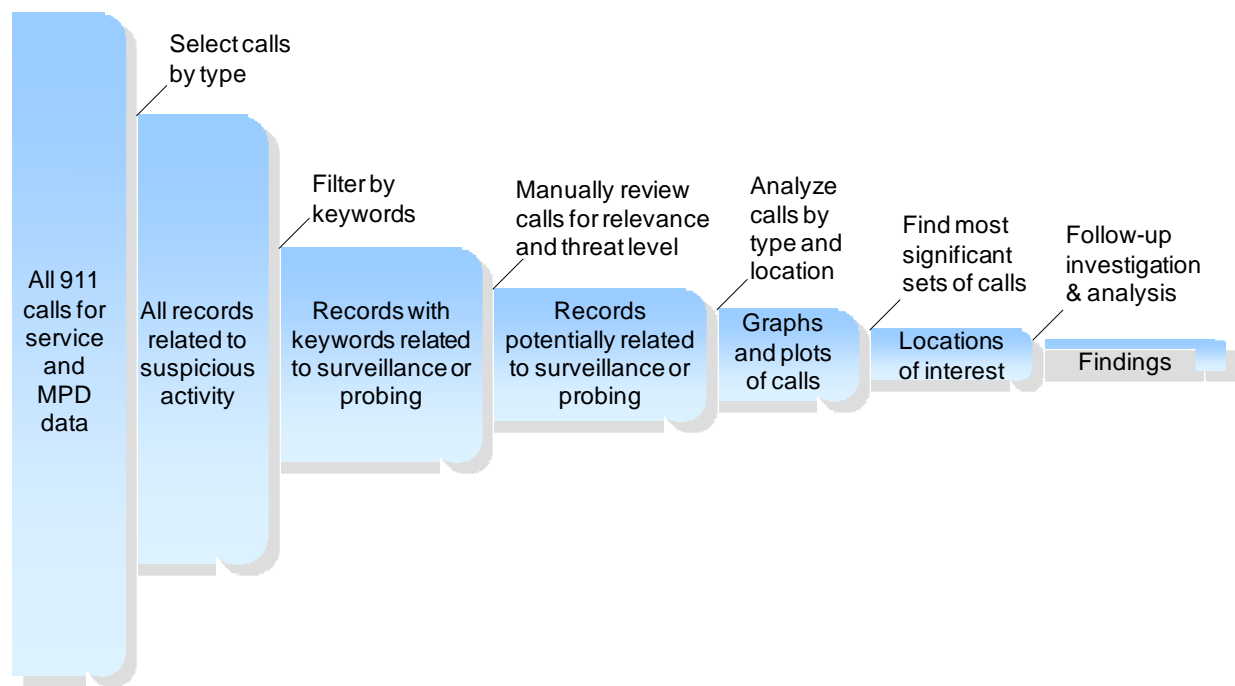 All 911
calls for
service
and
MPD
data
Select calls
by type
All records
related to
suspicious
activity
Filter by
keywords
Records with
keywords related
to surveillance or
probing
Manually review
calls for relevance
and threat level
Records
potentially related
to surveillance or
probing
Analyze
calls by
type and
location
Graphs
and plots
of calls
Find most
significant
sets of calls
Locations
of interest
Follow-up
investigation
& analysis
Findings